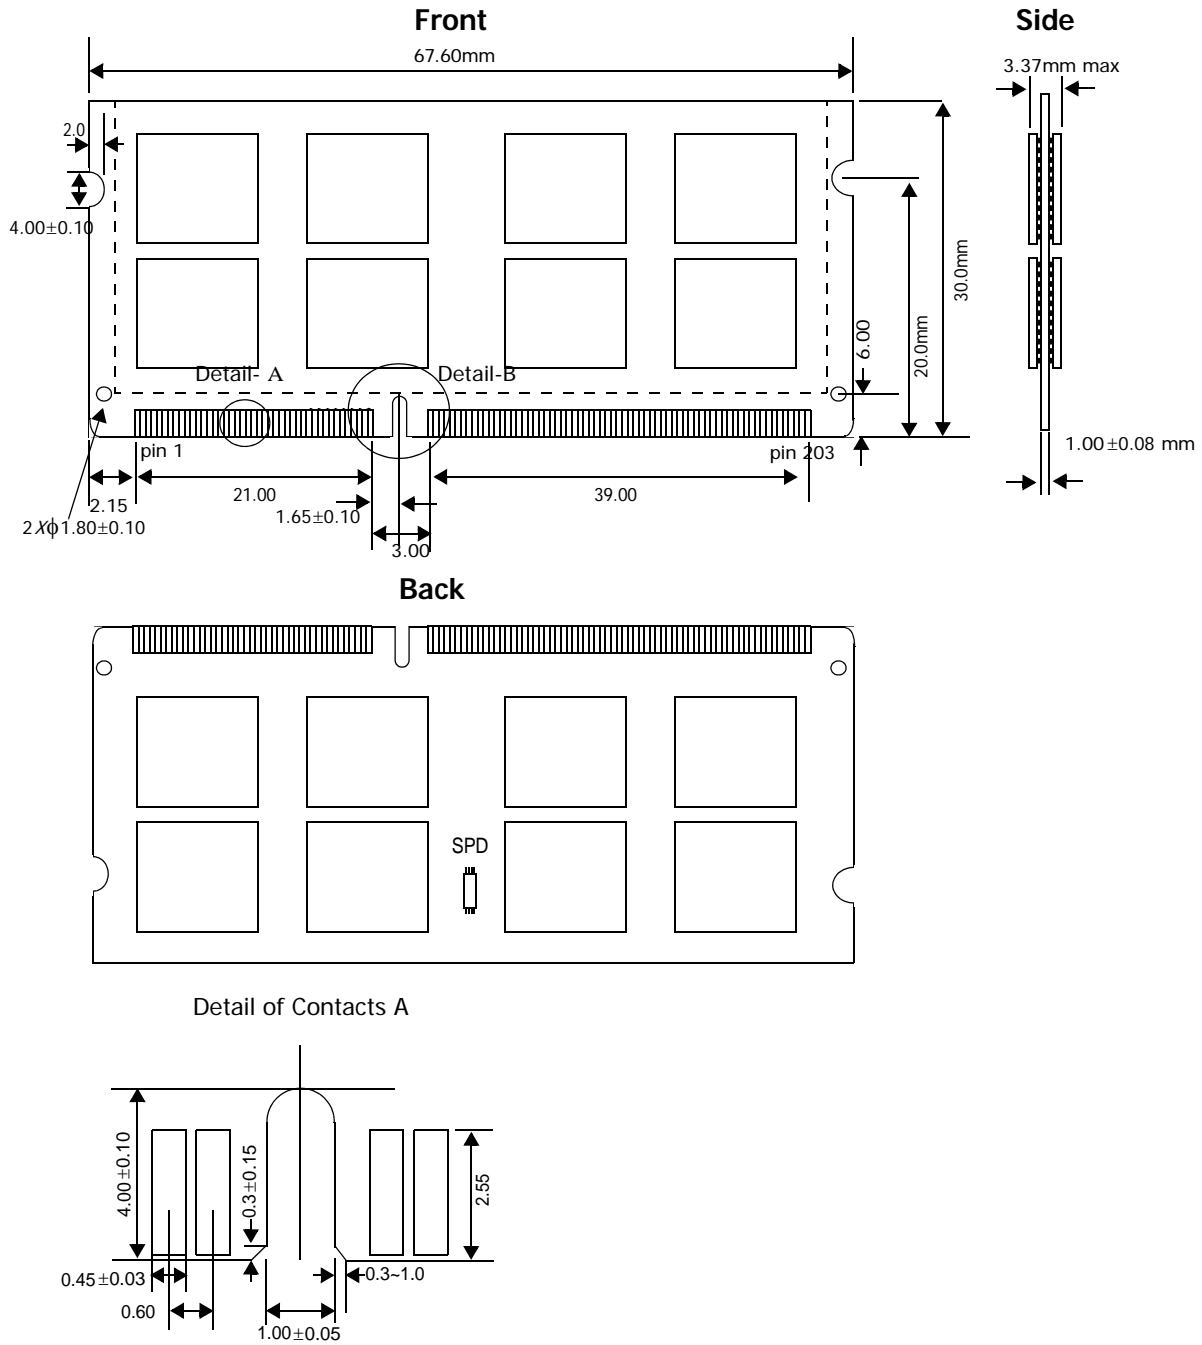 Front
Side
67.60mm
3.37mm max
2.0
4.00±0.10
30.0mm
20.0mm
6.00
Detail- A
Detail-B
pin 1
pin 203
1.00±0.08 mm
2.15
21.00
39.00
1.65±0.10
2Xϕ1.80±0.10
3.00
Back
SPD
Detail of Contacts A
4.00±0.10
0.3±0.15
2.55
0.45±0.03
0.3~1.0
0.60
1.00±0.05